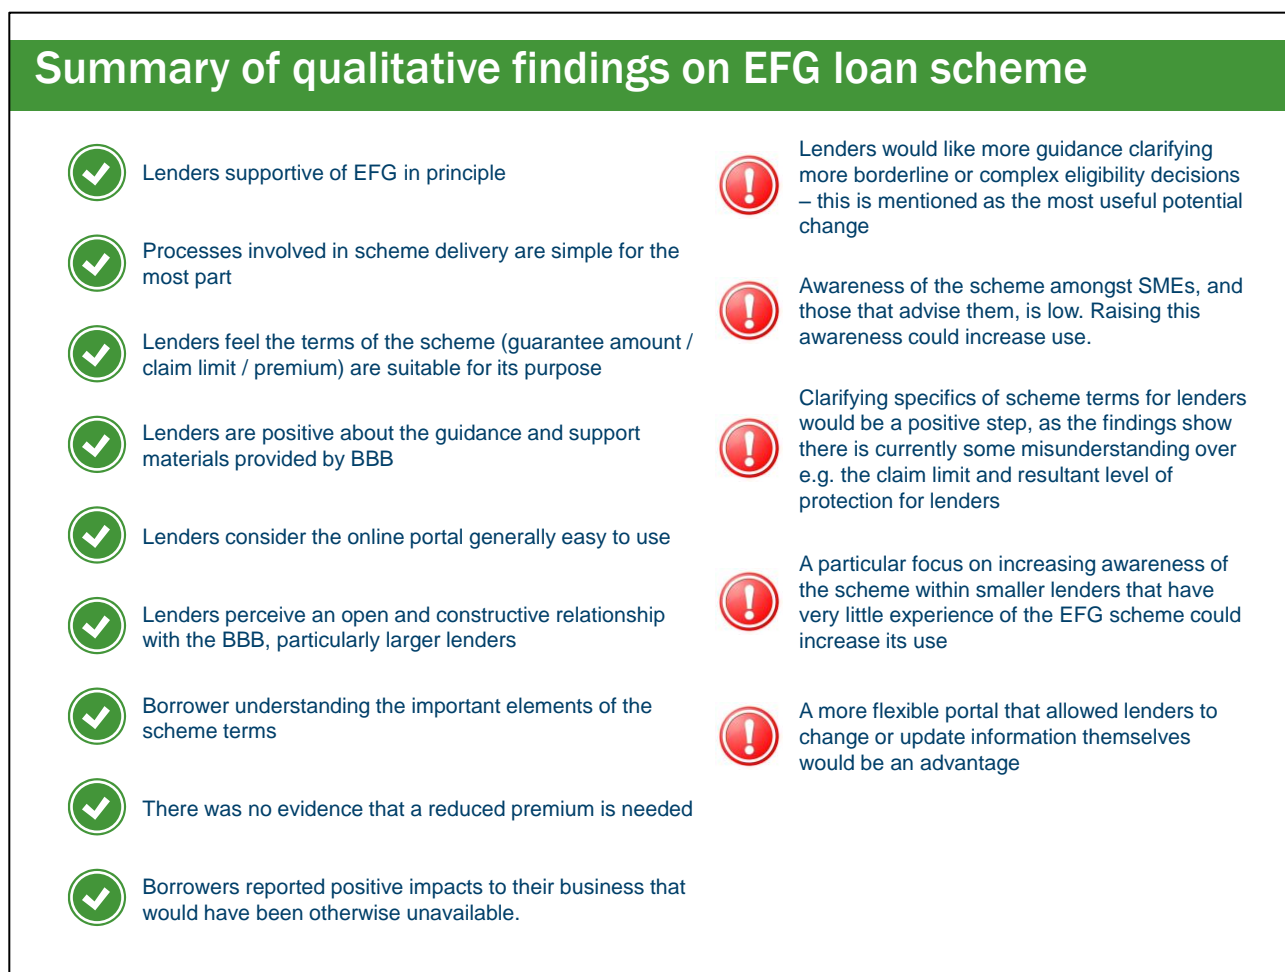 Summary of qualitative findings on EFG loan scheme
Lenders supportive of EFG in principle
Processes involved in scheme delivery are simple for the
most part
Lenders feel the terms of the scheme (guarantee amount /
claim limit / premium) are suitable for its purpose
Lenders are positive about the guidance and support
materials provided by BBB
Lenders consider the online portal generally easy to use
Lenders perceive an open and constructive relationship
with the BBB, particularly larger lenders
Borrower understanding the important elements of the
scheme terms
There was no evidence that a reduced premium is needed
Borrowers reported positive impacts to their business that
would have been otherwise unavailable.
Lenders would like more guidance clarifying
more borderline or complex eligibility decisions
– this is mentioned as the most useful potential
change
Awareness of the scheme amongst SMEs, and
those that advise them, is low. Raising this
awareness could increase use.
Clarifying specifics of scheme terms for lenders
would be a positive step, as the findings show
there is currently some misunderstanding over
e.g. the claim limit and resultant level of
protection for lenders
A particular focus on increasing awareness of
the scheme within smaller lenders that have
very little experience of the EFG scheme could
increase its use
A more flexible portal that allowed lenders to
change or update information themselves
would be an advantage